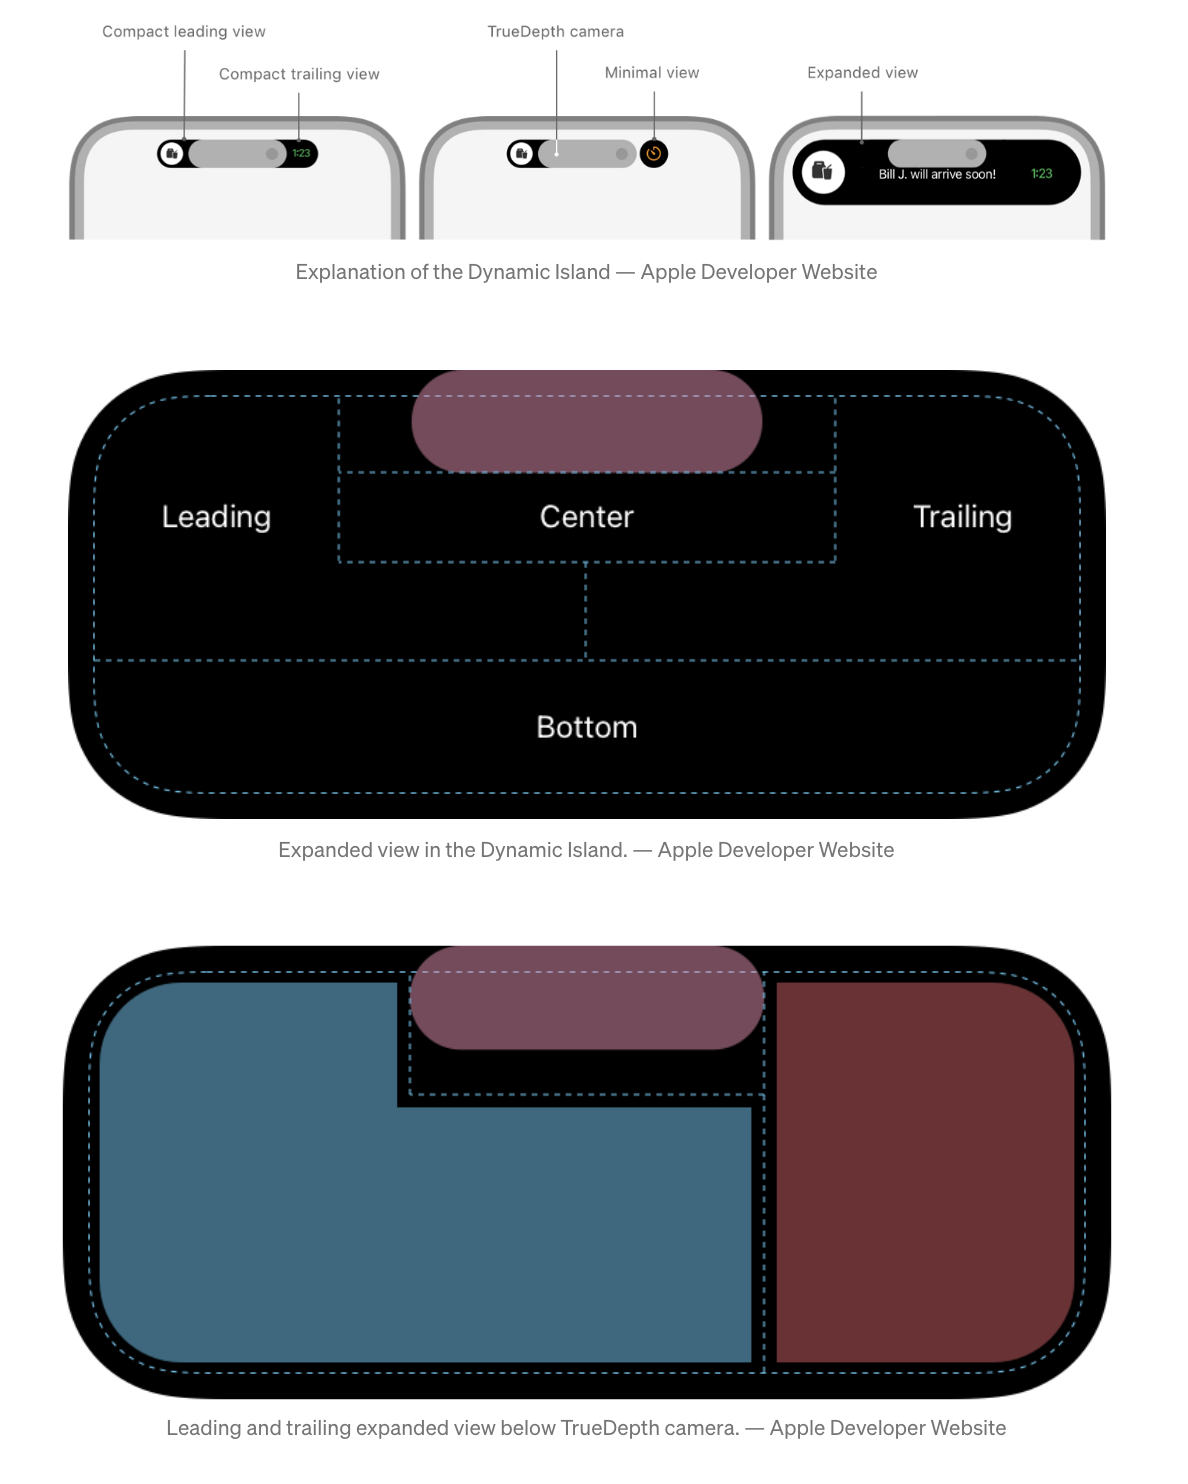 Compact leading view
TrueDepth camera
Compact trailing view
Minimal view
Expanded view
1:23
Bill J. will arrive soon!
1:23
Explanation of the Dynamic Island — Apple Developer Website
Leading
Center
Trailing
Bottom
Expanded view in the Dynamic Island. — Apple Developer Website
Leading and trailing expanded view below TrueDepth camera. — Apple Developer Website